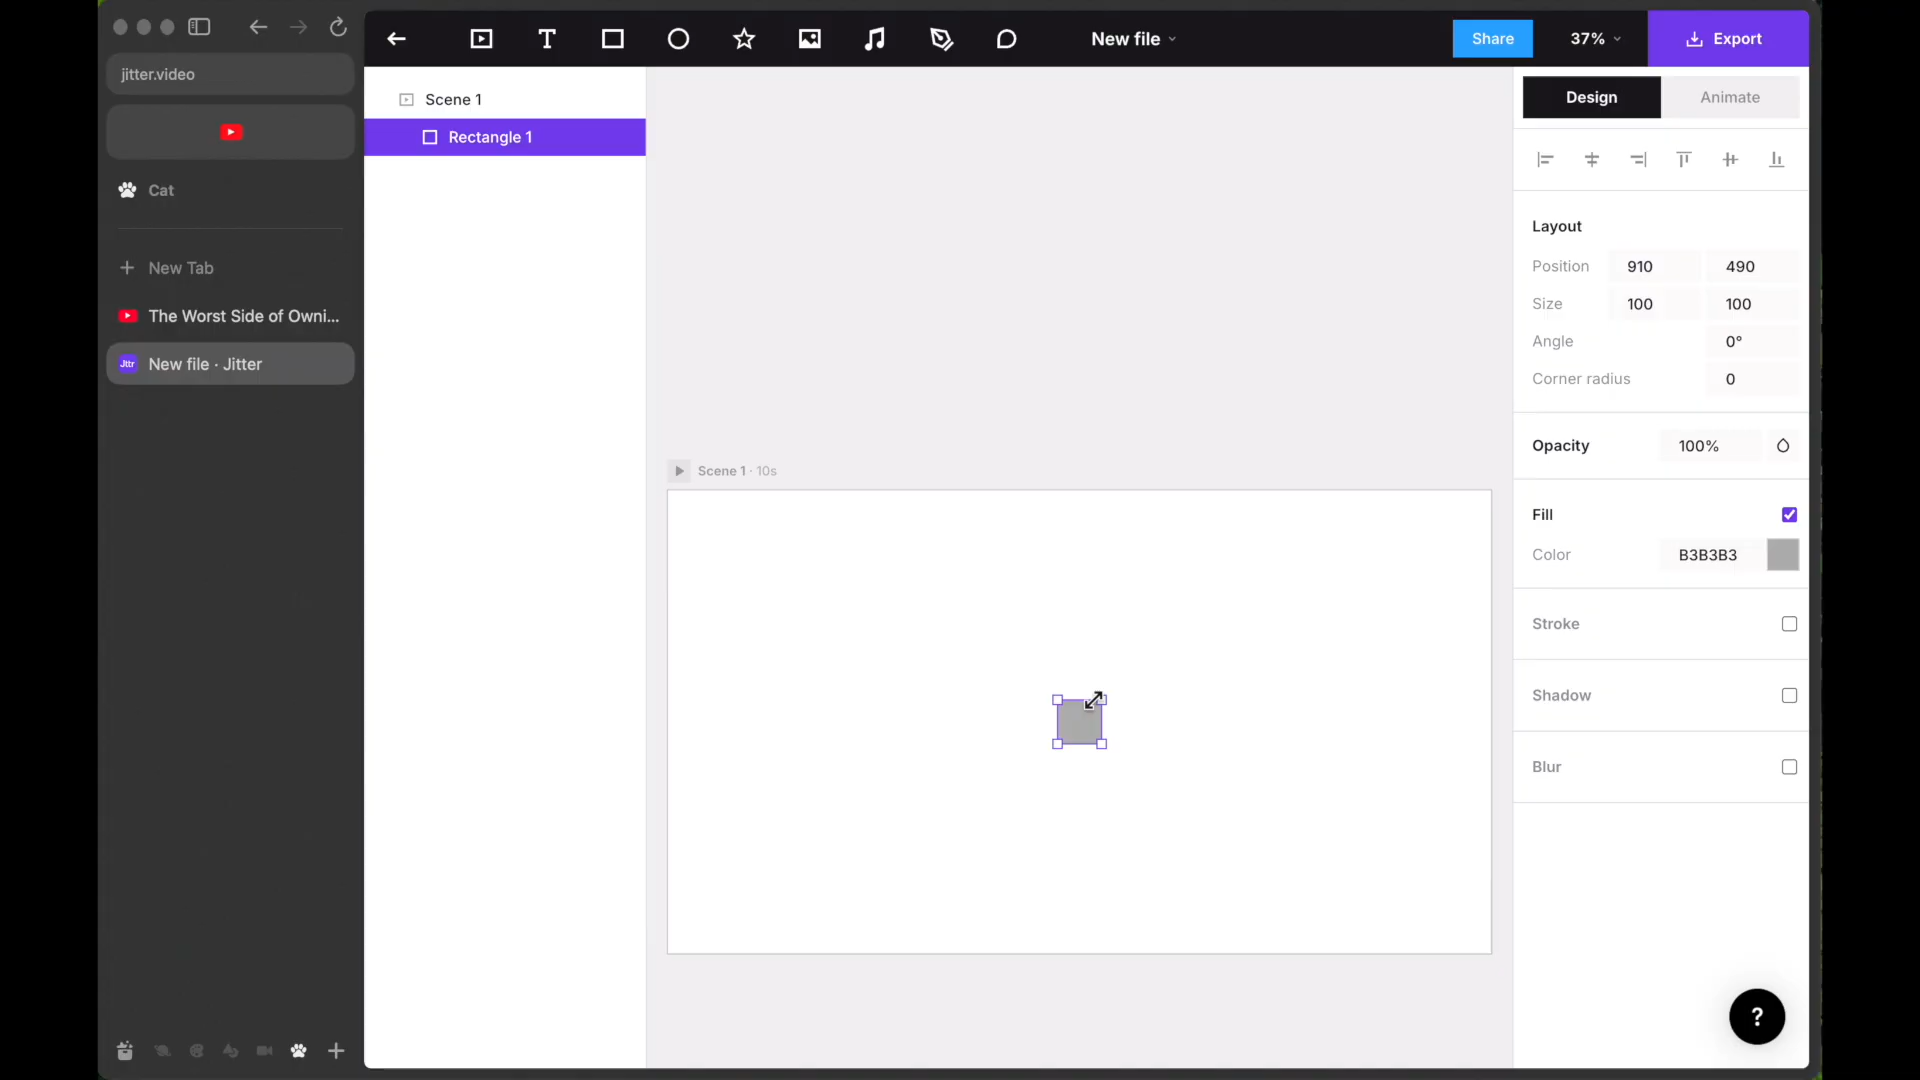 jitter.video
Cat
New Tab
The Worst Side of Owni...
Jttr New file · Jitter
T
New file
Share
37%
Export
Scene 1
Rectangle 1
Scene 1 · 10s
Design
Animate
Layout
Position 910 490
Size 100 100
Angle 0°
Corner radius 0
Opacity 100%
Fill
Color B3B3B3
Stroke
Shadow
Blur
?